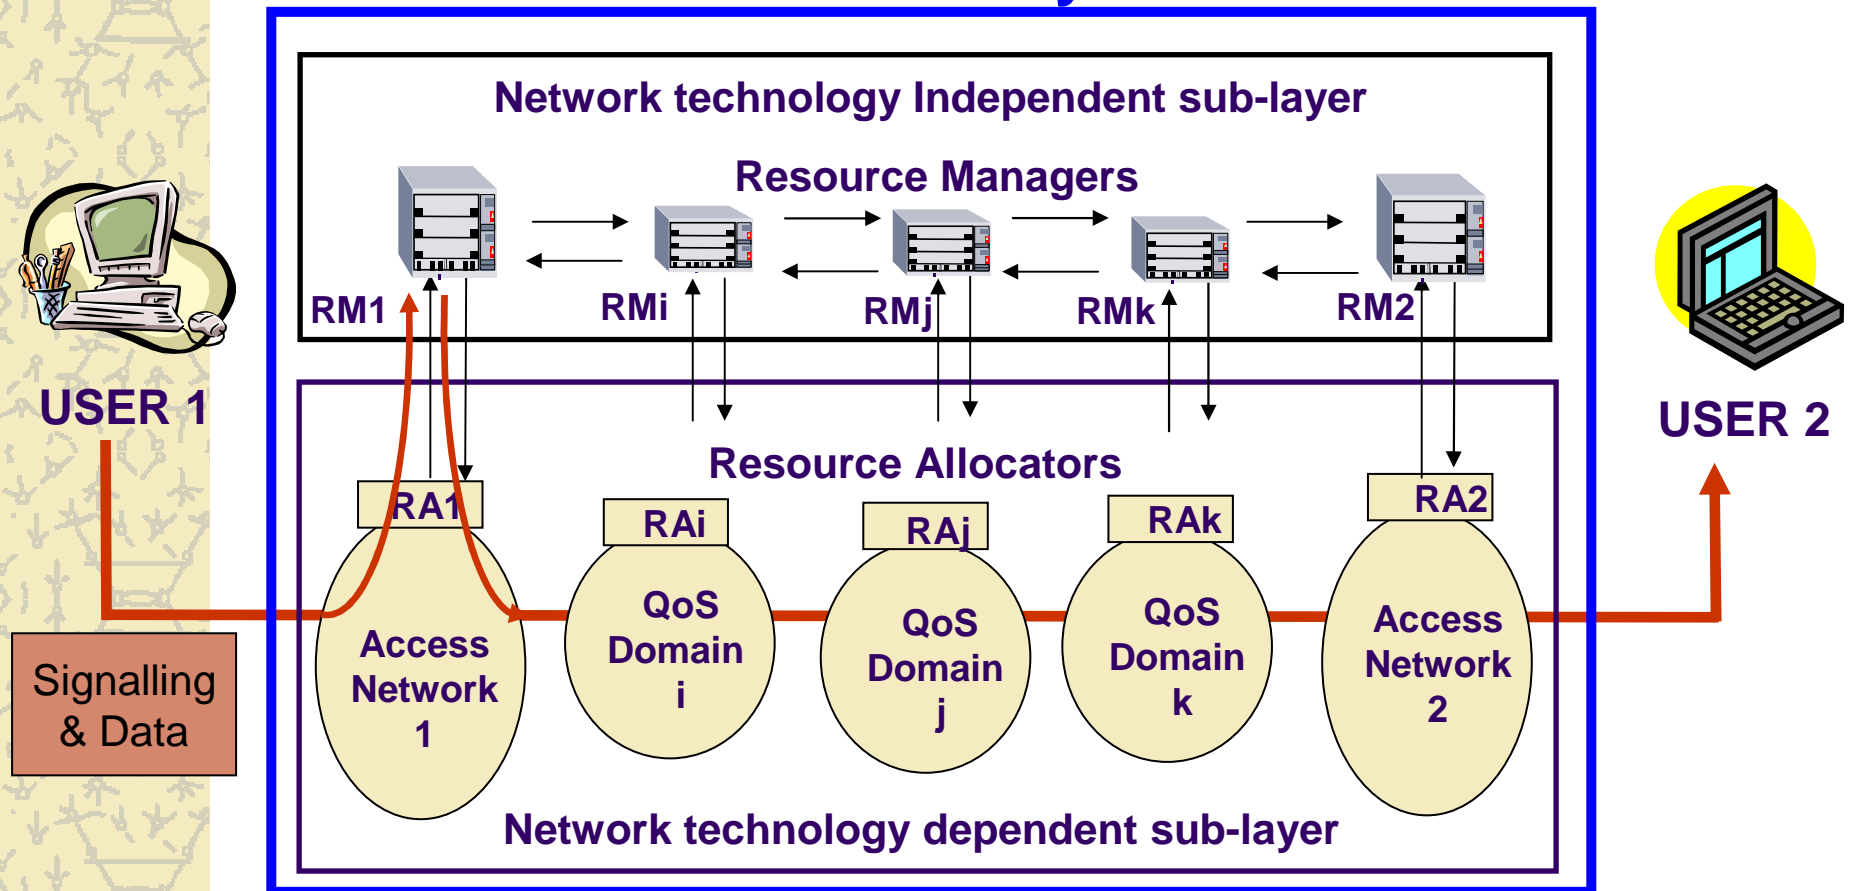 Network technology Independent sub-layer
Resource Managers
RM1
RMi
RMj
RMk
RM2
USER 1
USER 2
Resource Allocators
RA1
RAi
RAj
RAk
RA2
Access
Network
1
QoS
Domain
i
QoS
Domain
j
QoS
Domain
k
Access
Network
2
Signalling
& Data
Network technology dependent sub-layer